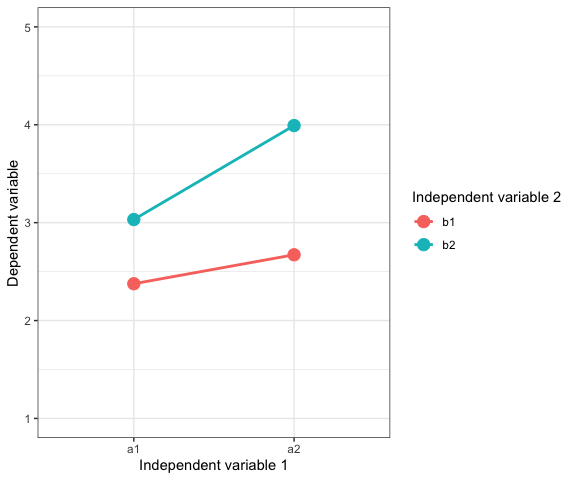 5
4
3
2
1
Dependent variable
a1
a2
Independent variable 1
Independent variable 2
b1
b2